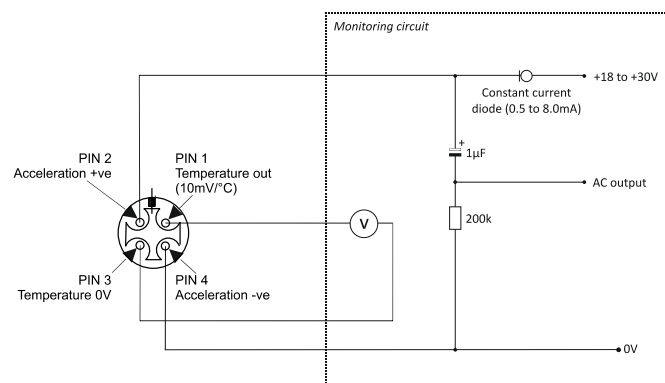 Monitoring circuit
+18 to +30V
Constant current
diode (0.5 to 8.0mA)
+
1µF
PIN 2
Acceleration +ve
PIN 1
Temperature out
(10mV/°C)
AC output
V
200k
PIN 3
Temperature 0V
PIN 4
Acceleration -ve
0V